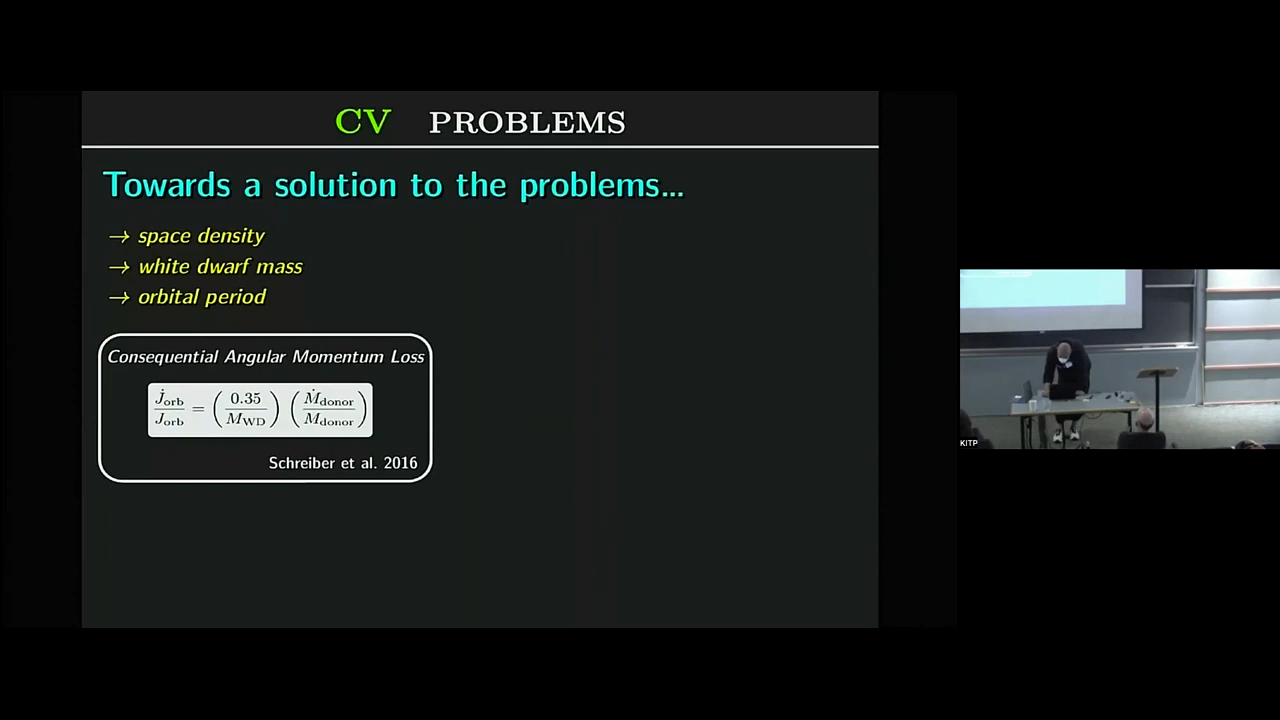 CV PROBLEMS
Towards a solution to the problems...
→ space density
→ white dwarf mass
→ orbital period
Consequential Angular Momentum Loss
J̇orb / Jorb = (0.35 / MWD) (Ṁdonor / Mdonor)
Schreiber et al. 2016
KITP